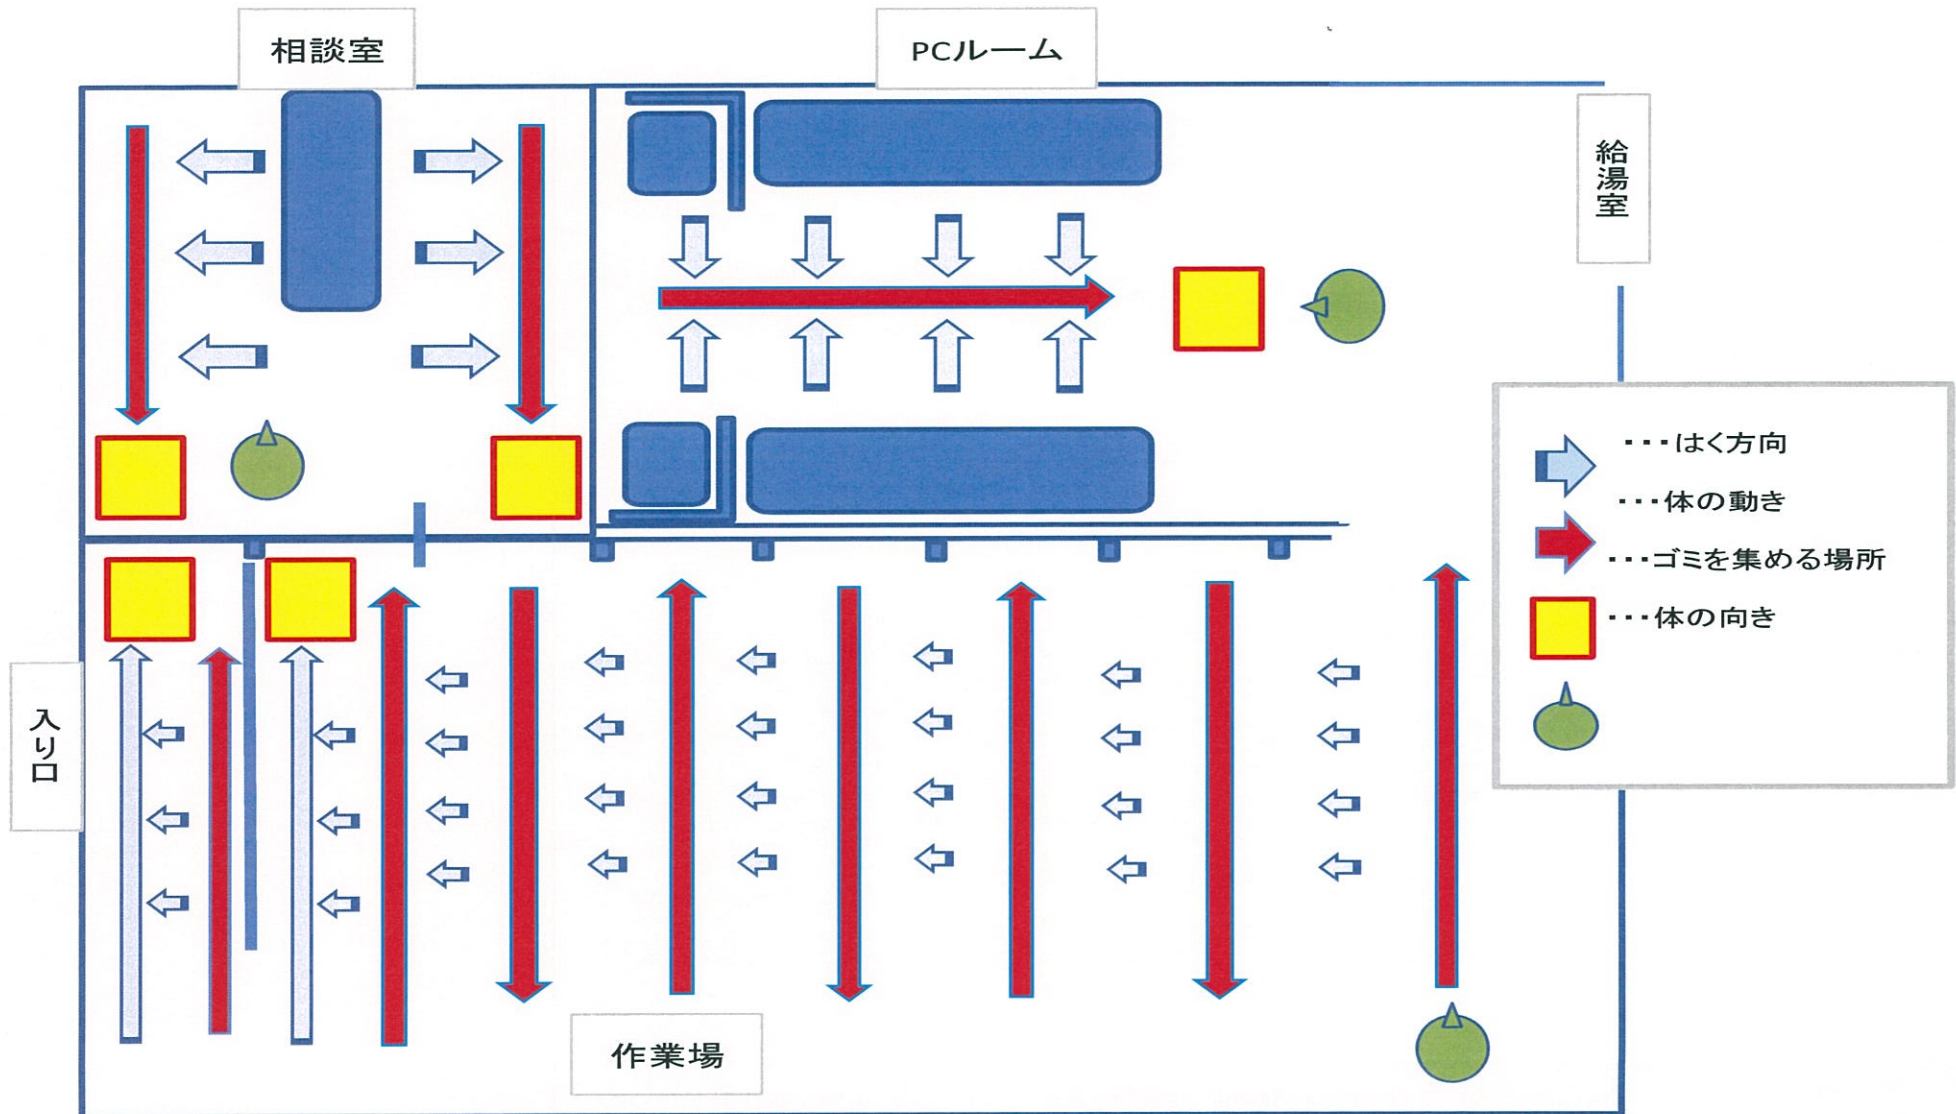 相談室
PCルーム
給湯室
・・・はく方向
・・・体の動き
・・・ゴミを集める場所
・・・体の向き
入り口
作業場